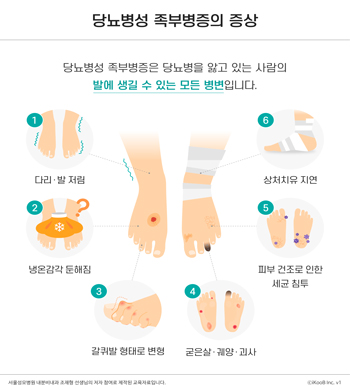 당뇨병성 족부병증의 증상
당뇨병성 족부병증은 당뇨병을 앓고 있는 사람의
발에 생길 수 있는 모든 병변입니다.
1
다리·발 저림
6
상처치유 지연
2
냉온감각 둔해짐
5
피부 건조로 인한
세균 침투
3
갈퀴발 형태로 변형
4
굳은살·궤양·괴사
서울성모병원 내분비내과 조재형 선생님이 저자 참여로 제작된 교육자료입니다.
ⓒiKooB Inc. v1